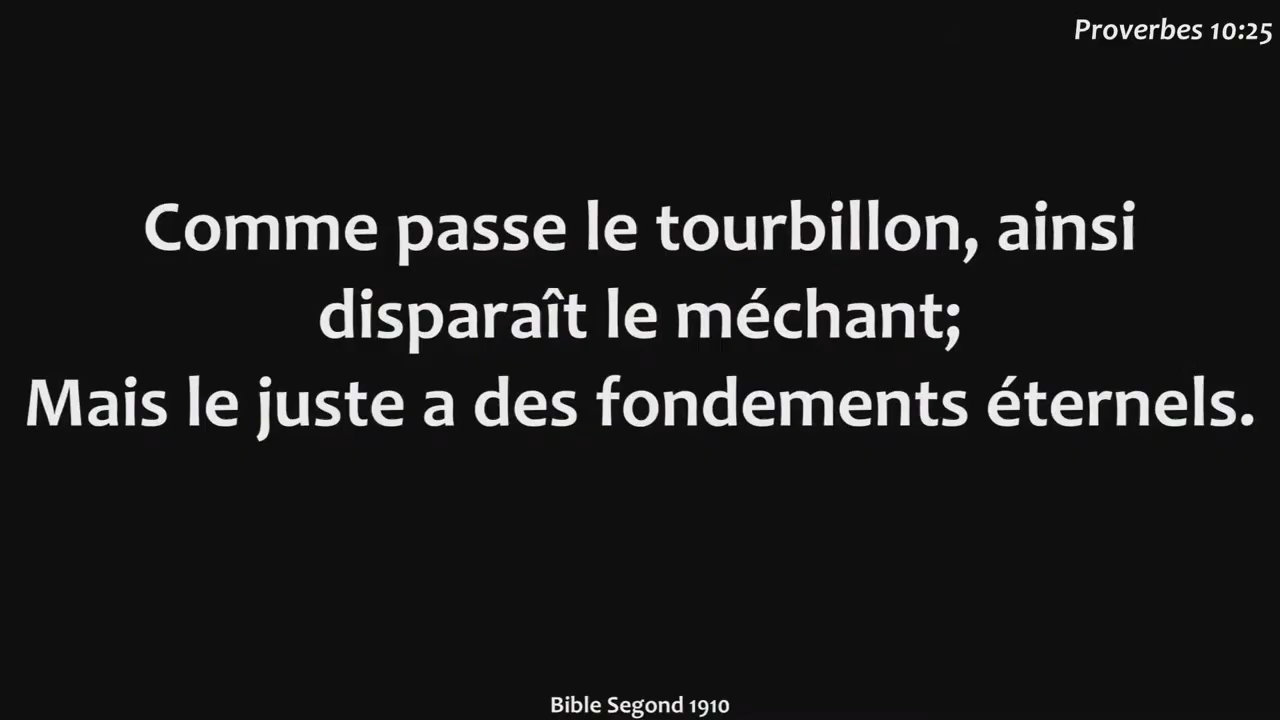 Proverbes 10:25
Comme passe le tourbillon, ainsi
disparaît le méchant;
Mais le juste a des fondements éternels.
Bible Segond 1910